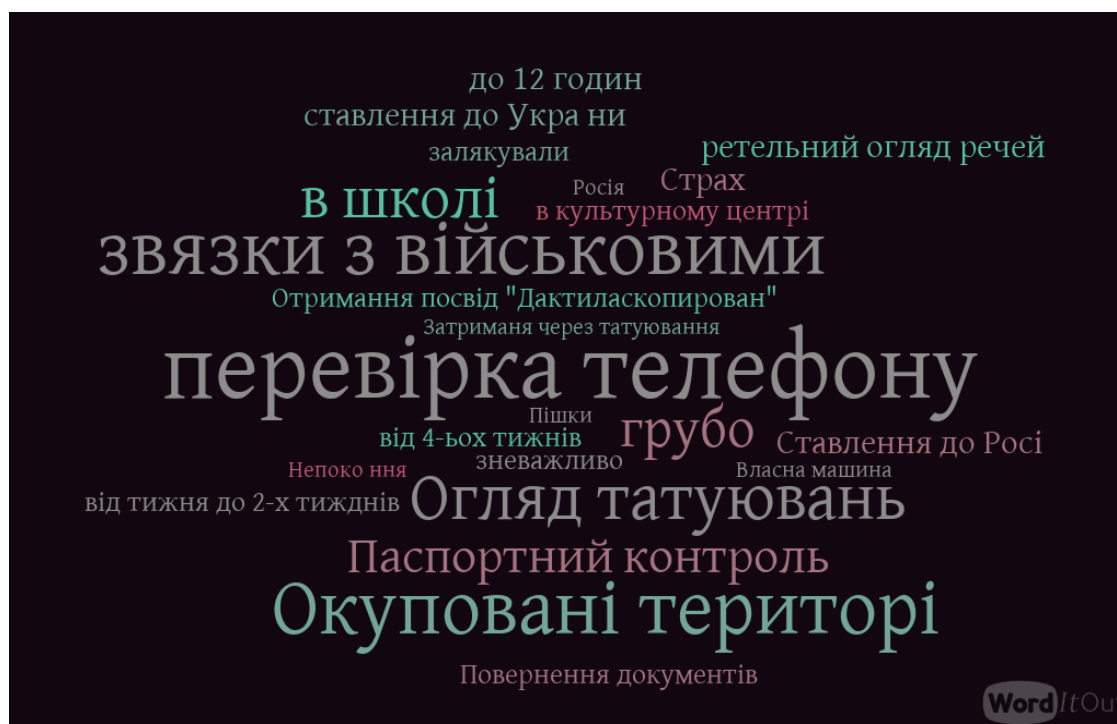 до 12 годин
ставлення до Укра ни
залякували
ретельний огляд речей
Росія
Страх
в школі
в культурному центрі
звязки з військовими
Отримання посвід "Дактиласкопирован"
Затриманя через татуювання
перевірка телефону
Пішки
грубо
від 4-ьох тижнів
Ставлення до Росі
зневажливо
Непоко ння
Власна машина
від тижня до 2-х тижднів
Огляд татуювань
Паспортний контроль
Окуповані територі
Повернення документів
WordItOu